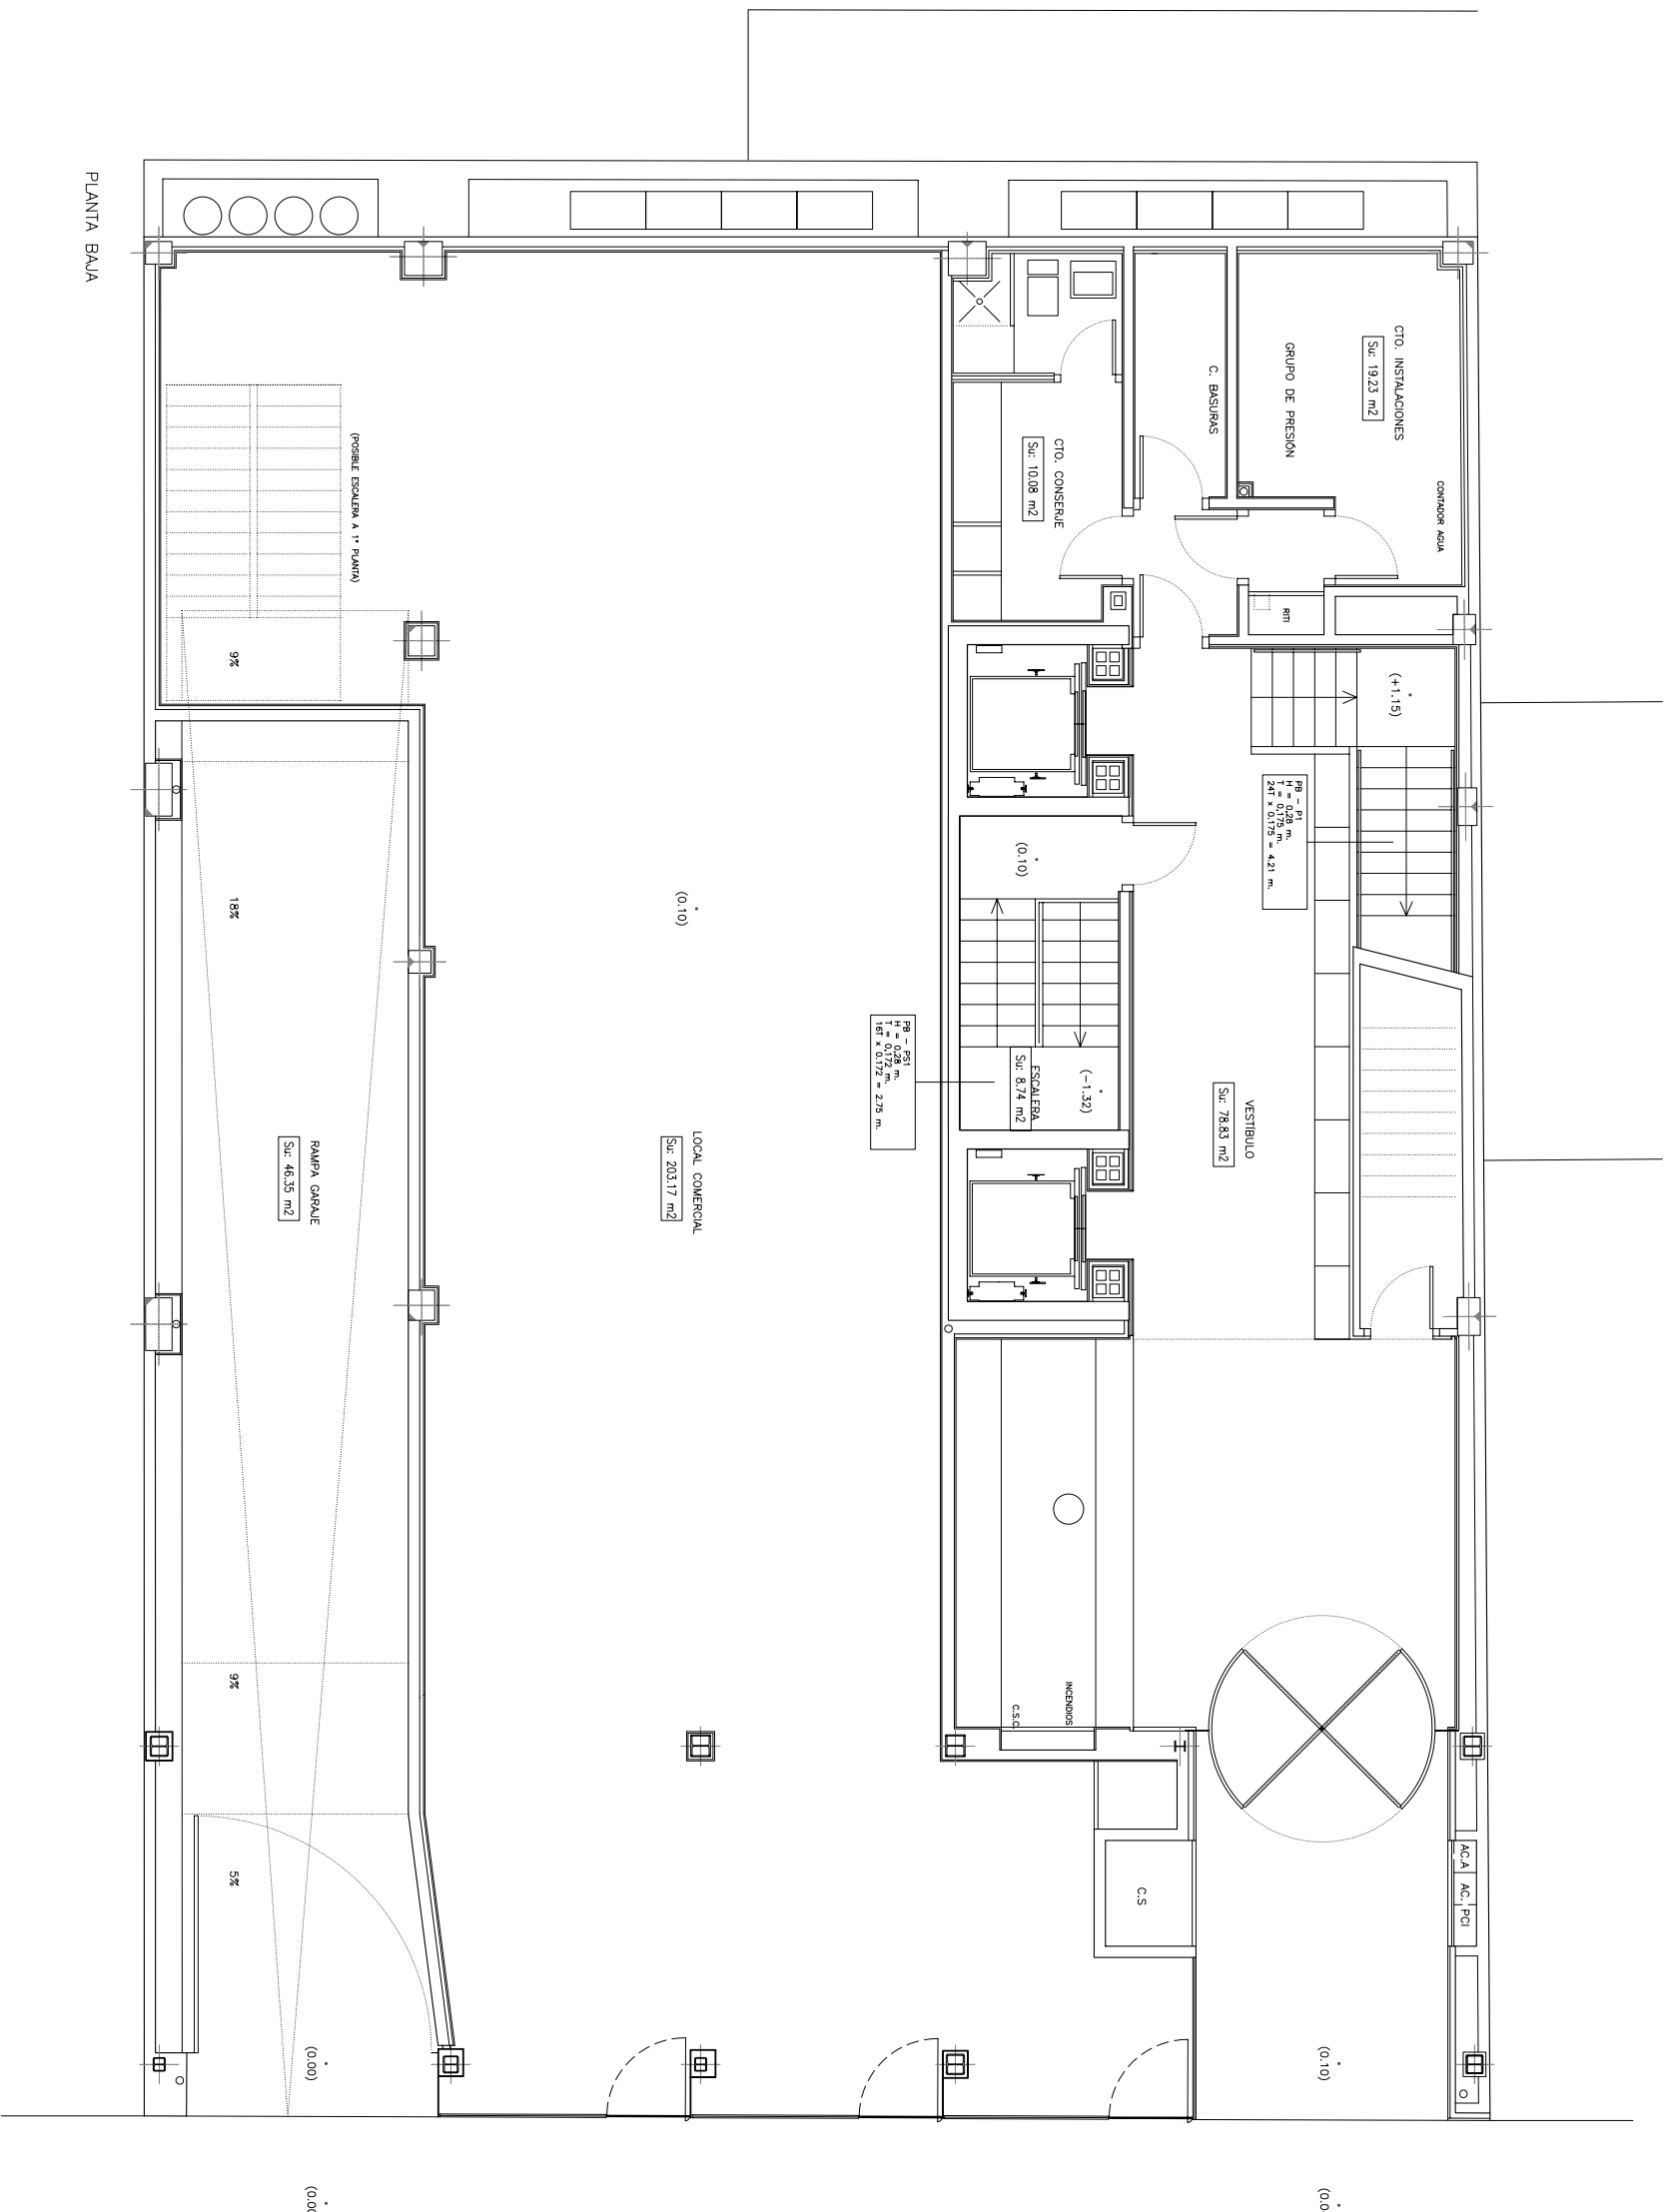 PLANTA BAJA
CTO. INSTALACIONES
Su: 19.23 m2
GRUPO DE PRESIÓN
CONTADOR AGUA
C. BASURAS
CTO. CONSERJE
Su: 10.08 m2
RITI
(POSIBLE ESCALERA A 1ª PLANTA)
9%
(+1.15)
PB - P1
H = 0,28 m.
T = 0,175 m.
24T x 0.175 = 4.21 m.
(0.10)
(0.10)
18%
PB - PS1
H = 0,28 m.
T = 0,172 m.
16T x 0.172 = 2.75 m.
(-1.32)
ESCALERA
Su: 8.74 m2
VESTÍBULO
Su: 78.83 m2
LOCAL COMERCIAL
Su: 203.17 m2
RAMPA GARAJE
Su: 46.35 m2
INCENDIOS
C.S.C.
9%
AC.A
AC.
PCI
C.S
5%
(0.10)
(0.00)